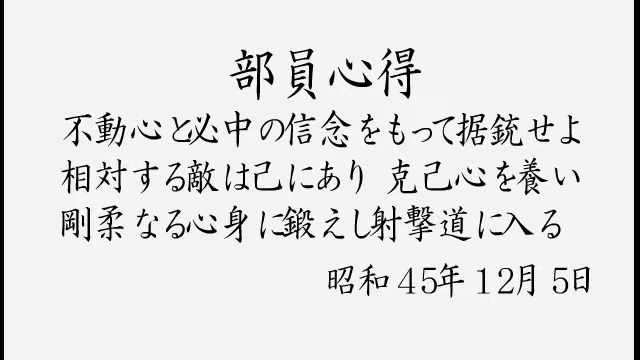 部員心得
不動心と必中の信念をもって据銃せよ
相対する敵は己にあり 克己心を養い
剛柔なる心身に鍛えし射撃道に入る
昭和45年12月5日